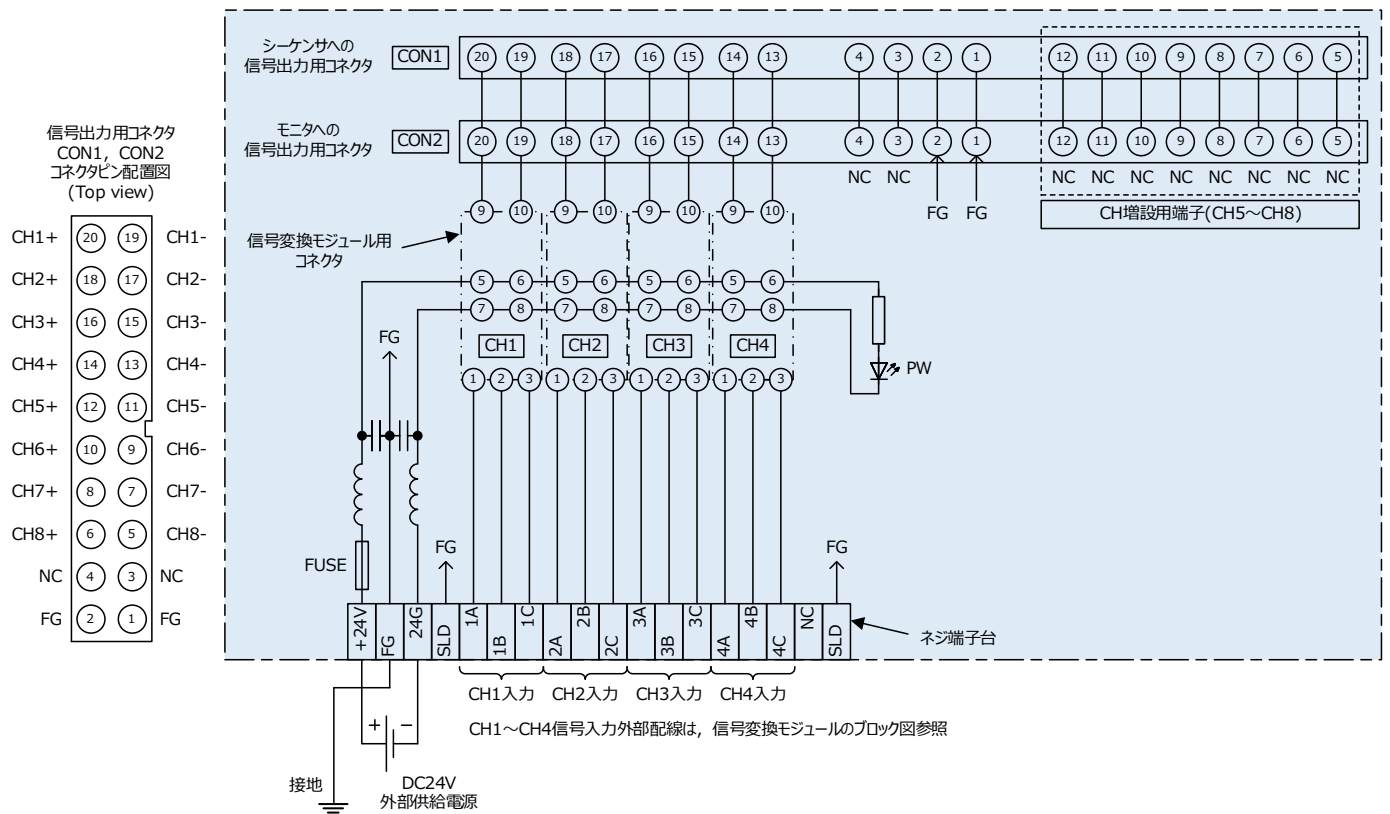 シーケンサへの
信号出力用コネクタ
CON1
20 19 18 17 16 15 14 13 4 3 2 1 12 11 10 9 8 7 6 5
モニタへの
信号出力用コネクタ
CON2
20 19 18 17 16 15 14 13 4 3 2 1 12 11 10 9 8 7 6 5
NC NC NC NC NC NC NC NC NC NC
FG FG
CH増設用端子(CH5～CH8)
信号出力用コネクタ
CON1，CON2
コネクタピン配置図
(Top view)
CH1+ 20 19 CH1-
CH2+ 18 17 CH2-
CH3+ 16 15 CH3-
CH4+ 14 13 CH4-
CH5+ 12 11 CH5-
CH6+ 10 9 CH6-
CH7+ 8 7 CH7-
CH8+ 6 5 CH8-
NC 4 3 NC
FG 2 1 FG
9 10 9 10 9 10 9 10
信号変換モジュール用
コネクタ
5 6 5 6 5 6 5 6
7 8 7 8 7 8 7 8
CH1 CH2 CH3 CH4
1 2 3 1 2 3 1 2 3 1 2 3
PW
FG
FUSE
FG
FG
+24V FG 24G SLD 1A 1B 1C 2A 2B 2C 3A 3B 3C 4A 4B 4C NC SLD
ネジ端子台
CH1入力 CH2入力 CH3入力 CH4入力
CH1～CH4信号入力外部配線は，信号変換モジュールのブロック図参照
+ −
接地
DC24V
外部供給電源